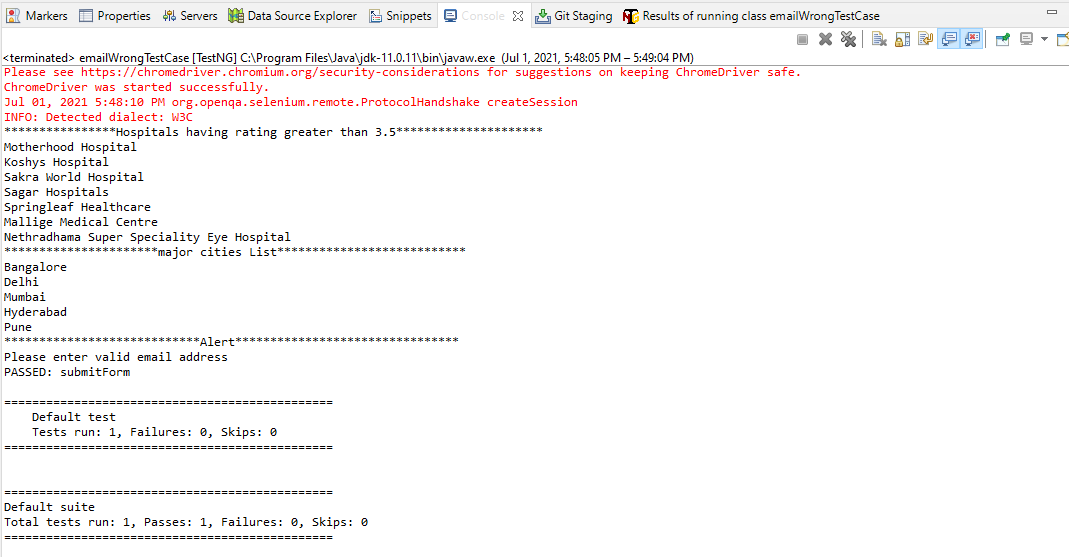 Markers Properties Servers Data Source Explorer Snippets Console Git Staging Results of running class emailWrongTestCase
<terminated> emailWrongTestCase [TestNG] C:\Program Files\Java\jdk-11.0.11\bin\javaw.exe (Jul 1, 2021, 5:48:05 PM – 5:49:04 PM)
Please see https://chromedriver.chromium.org/security-considerations for suggestions on keeping ChromeDriver safe.
ChromeDriver was started successfully.
Jul 01, 2021 5:48:10 PM org.openqa.selenium.remote.ProtocolHandshake createSession
INFO: Detected dialect: W3C
****************Hospitals having rating greater than 3.5*********************
Motherhood Hospital
Koshys Hospital
Sakra World Hospital
Sagar Hospitals
Springleaf Healthcare
Mallige Medical Centre
Nethradhama Super Speciality Eye Hospital
**********************major cities List***************************
Bangalore
Delhi
Mumbai
Hyderabad
Pune
****************************Alert********************************
Please enter valid email address
PASSED: submitForm
===============================================
Default test
Tests run: 1, Failures: 0, Skips: 0
===============================================
===============================================
Default suite
Total tests run: 1, Passes: 1, Failures: 0, Skips: 0
===============================================